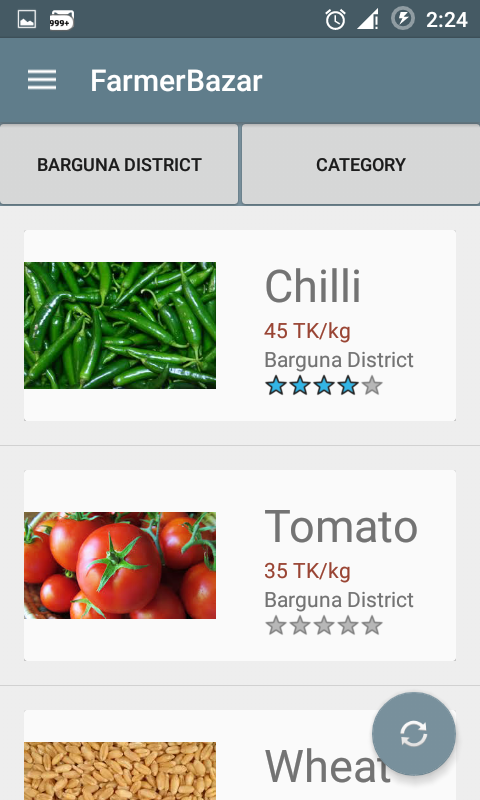 999+
2:24
FarmerBazar
BARGUNA DISTRICT
CATEGORY
Chilli
45 TK/kg
Barguna District
Tomato
35 TK/kg
Barguna District
Wheat